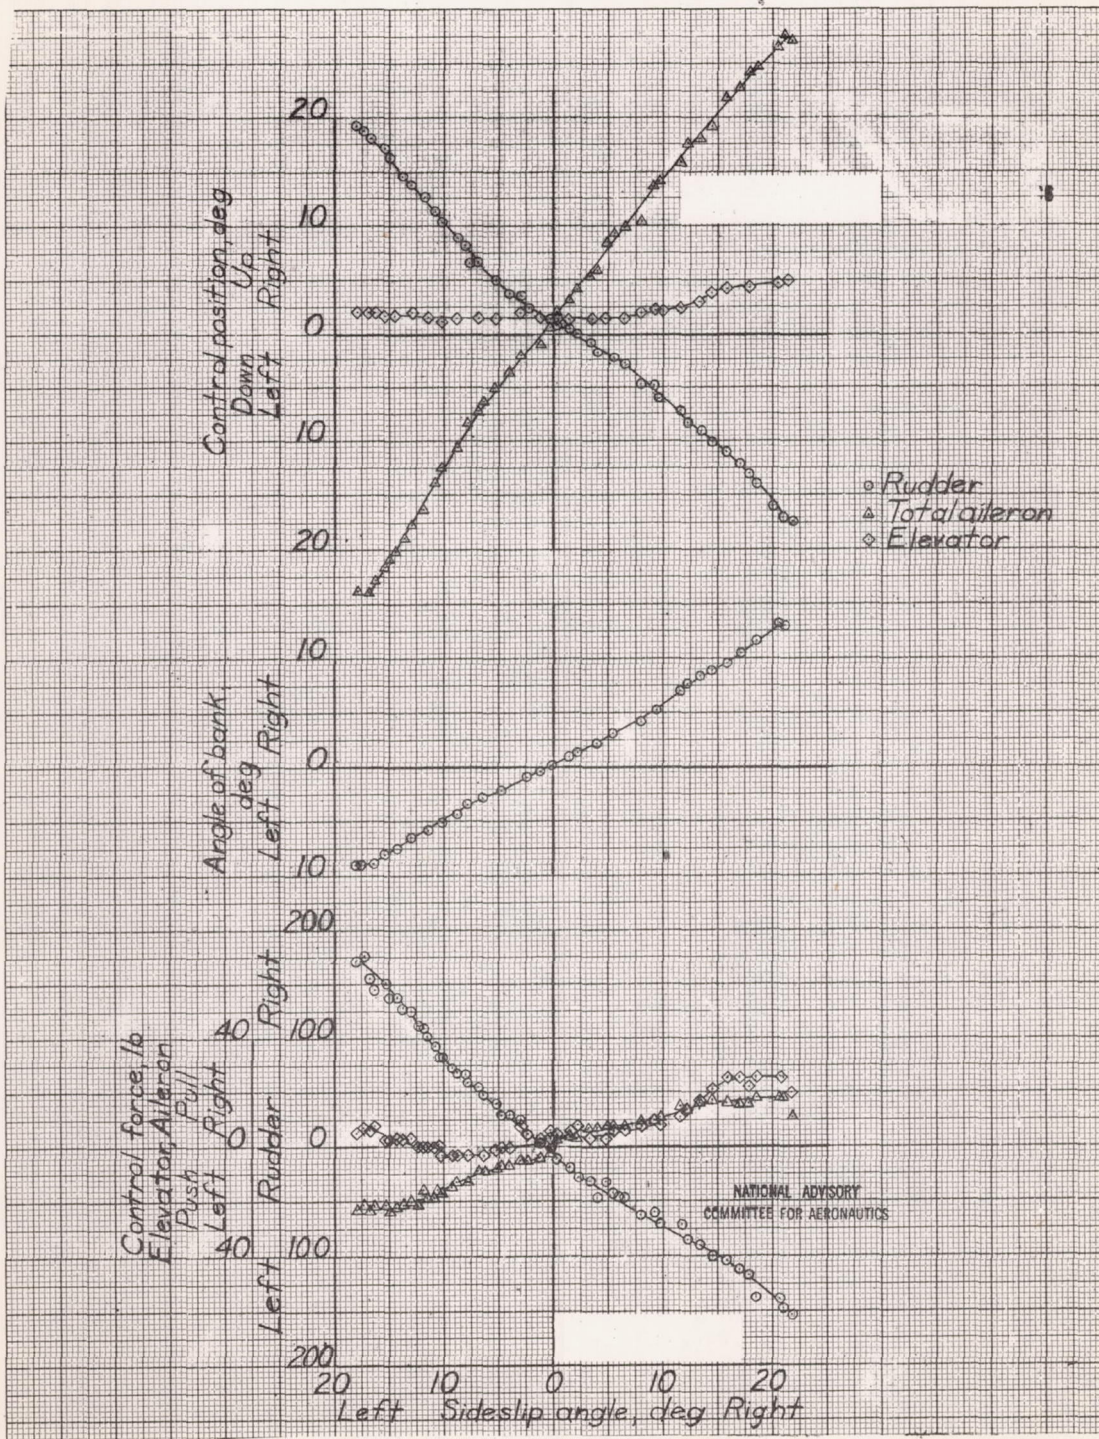 20
10
0
10
20
Control position, deg
Down Up
Left Right
Rudder
Total aileron
Elevator
10
0
10
Angle of bank,
deg
Left Right
200
100
0
100
200
40
0
40
Control force, lb
Elevator, Aileron
Push Pull
Left Right
Left Rudder Right
NATIONAL ADVISORY
COMMITTEE FOR AERONAUTICS
20 10 0 10 20
Left Sideslip angle, deg Right